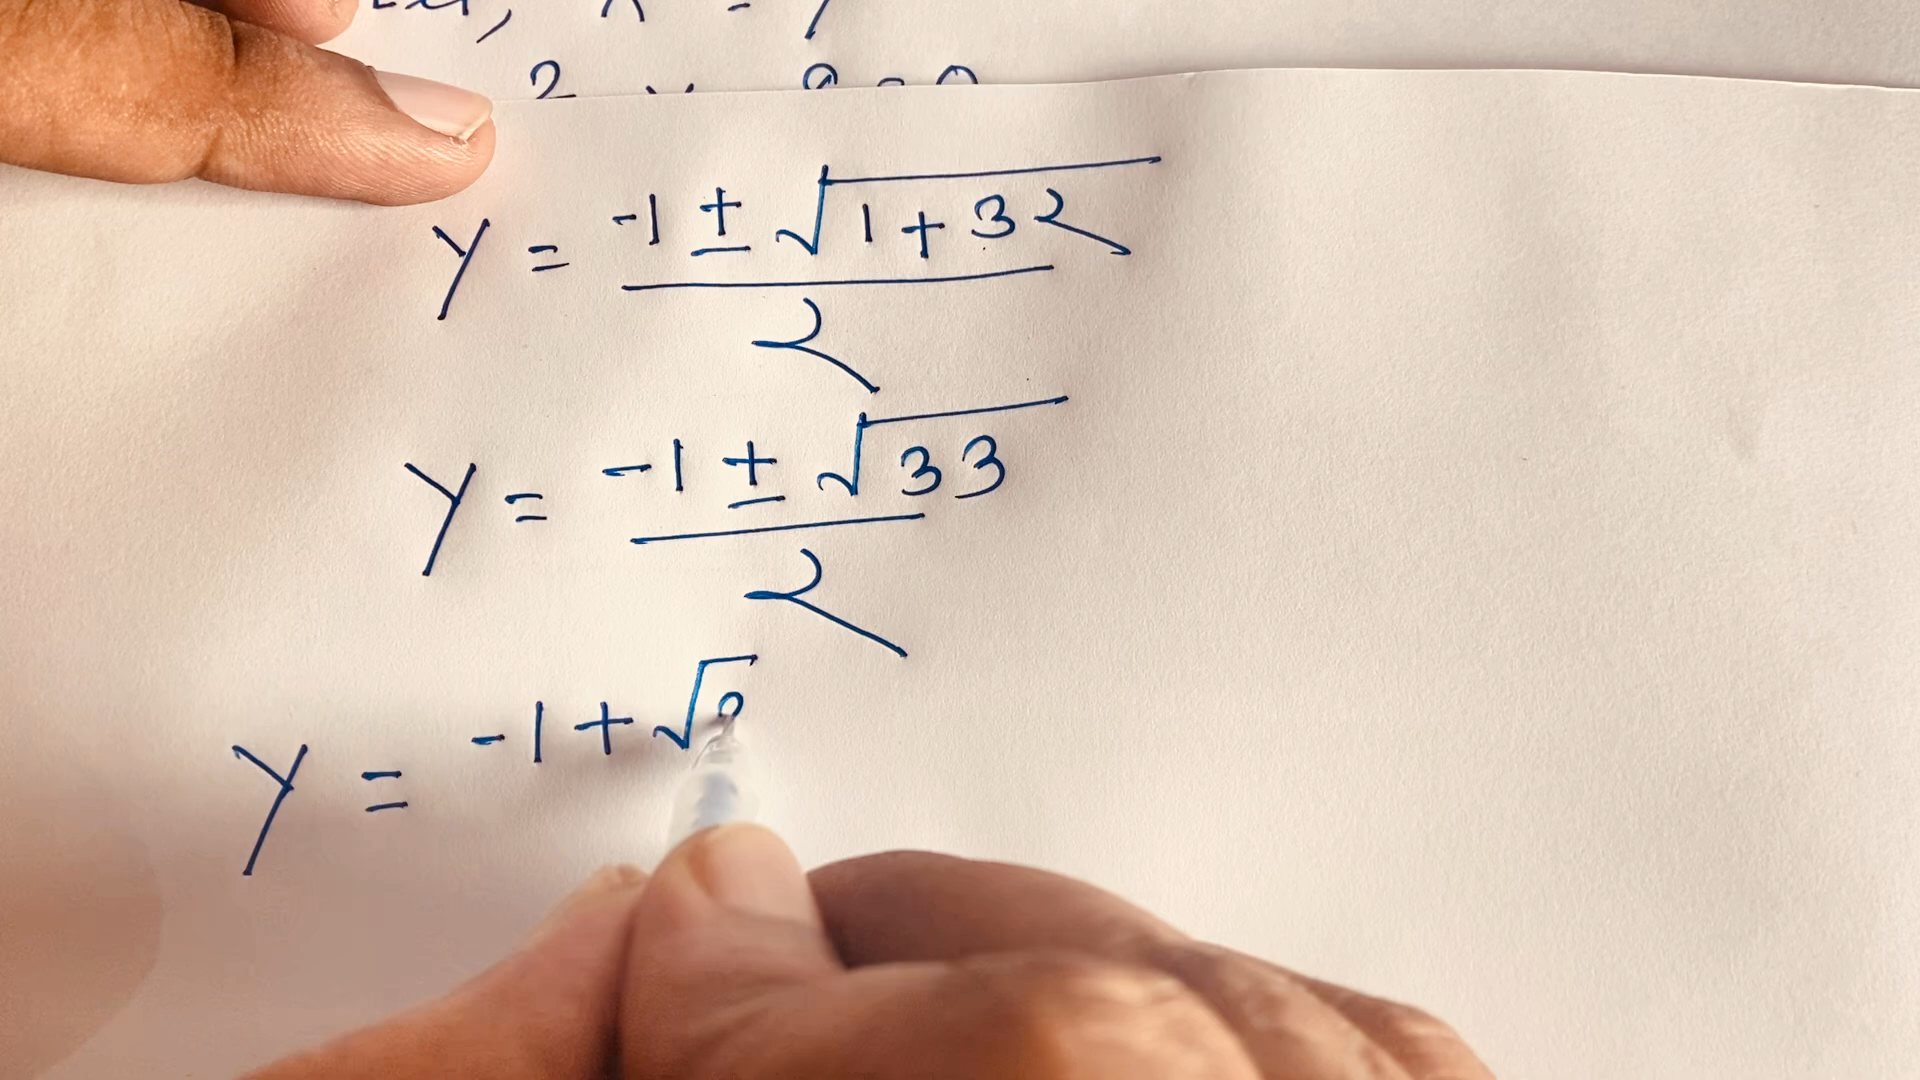 y = -1 ± √1 + 32 / 2
y = -1 ± √33 / 2
y = -1 + √